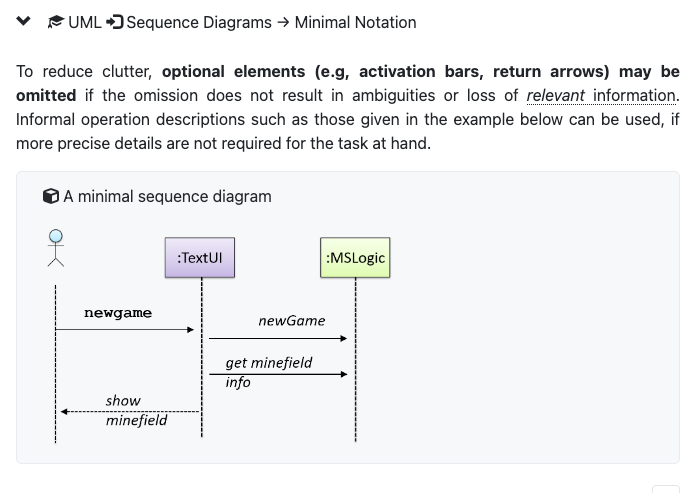 UML Sequence Diagrams → Minimal Notation
To reduce clutter, optional elements (e.g, activation bars, return arrows) may be
omitted if the omission does not result in ambiguities or loss of relevant information.
Informal operation descriptions such as those given in the example below can be used, if
more precise details are not required for the task at hand.
A minimal sequence diagram
:TextUI
:MSLogic
newgame
newGame
get minefield
info
show
minefield